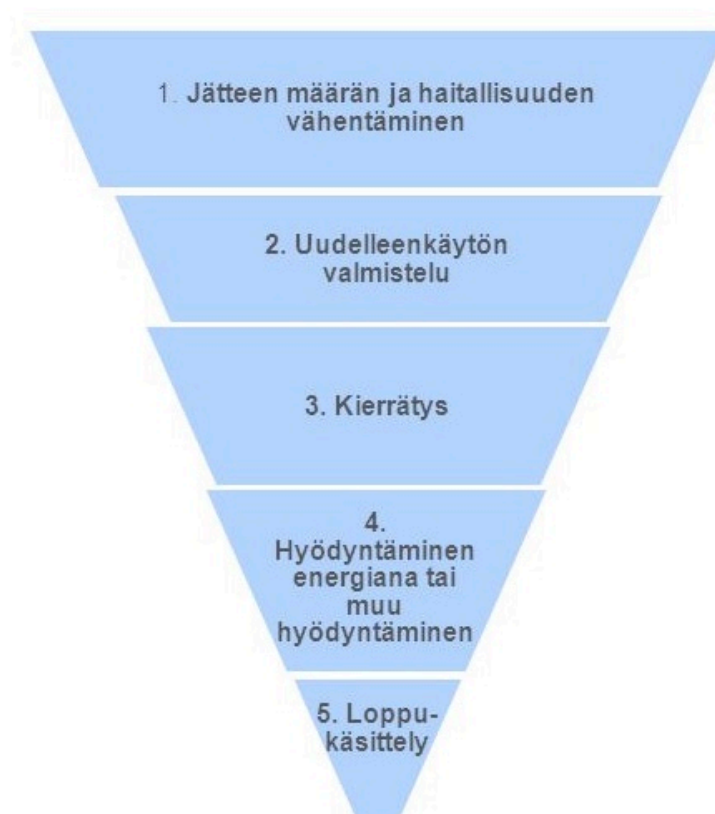 1. Jätteen määrän ja haitallisuuden
vähentäminen
2. Uudelleenkäytön
valmistelu
3. Kierrätys
4.
Hyödyntäminen
energiana tai
muu
hyödyntäminen
5. Loppu-
käsittely